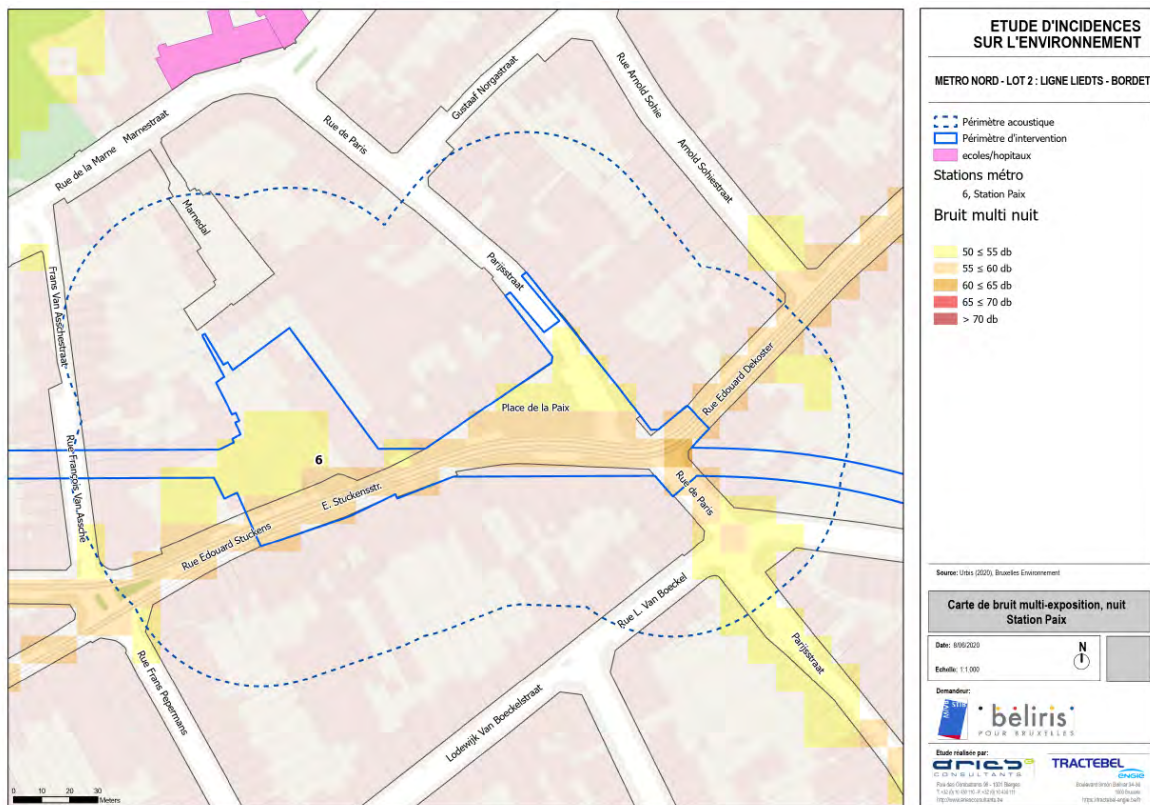 Rue de la Marne Marnestraat
Marnedal
Frans Van Asschestraat
Rue François Van Assche
Rue de Paris
Parijsstraat
Gustaaf Norgastraat
Rue Arnold Sohie
Arnold Sohiestraat
Rue Edouard Dekoster
Place de la Paix
6
E. Stuckensstr.
Rue Edouard Stuckens
Rue de Paris
Rue L. Van Boeckel
Parijsstraat
Lodewijk Van Boeckelstraat
Rue Frans Pepermans
0 10 20 30
Meters
ETUDE D'INCIDENCES
SUR L'ENVIRONNEMENT
METRO NORD - LOT 2 : LIGNE LIEDTS - BORDET
Périmètre acoustique
Périmètre d'intervention
ecoles/hopitaux
Stations métro
6, Station Paix
Bruit multi nuit
50 ≤ 55 db
55 ≤ 60 db
60 ≤ 65 db
65 ≤ 70 db
> 70 db
Source: Urbis (2020), Bruxelles Environnement
Carte de bruit multi-exposition, nuit
Station Paix
Date: 8/06/2020
N
Echelle: 1:1.000
Demandeur:
beliris
POUR BRUXELLES
Etude réalisée par:
aries
CONSULTANTS
TRACTEBEL
ENGIE